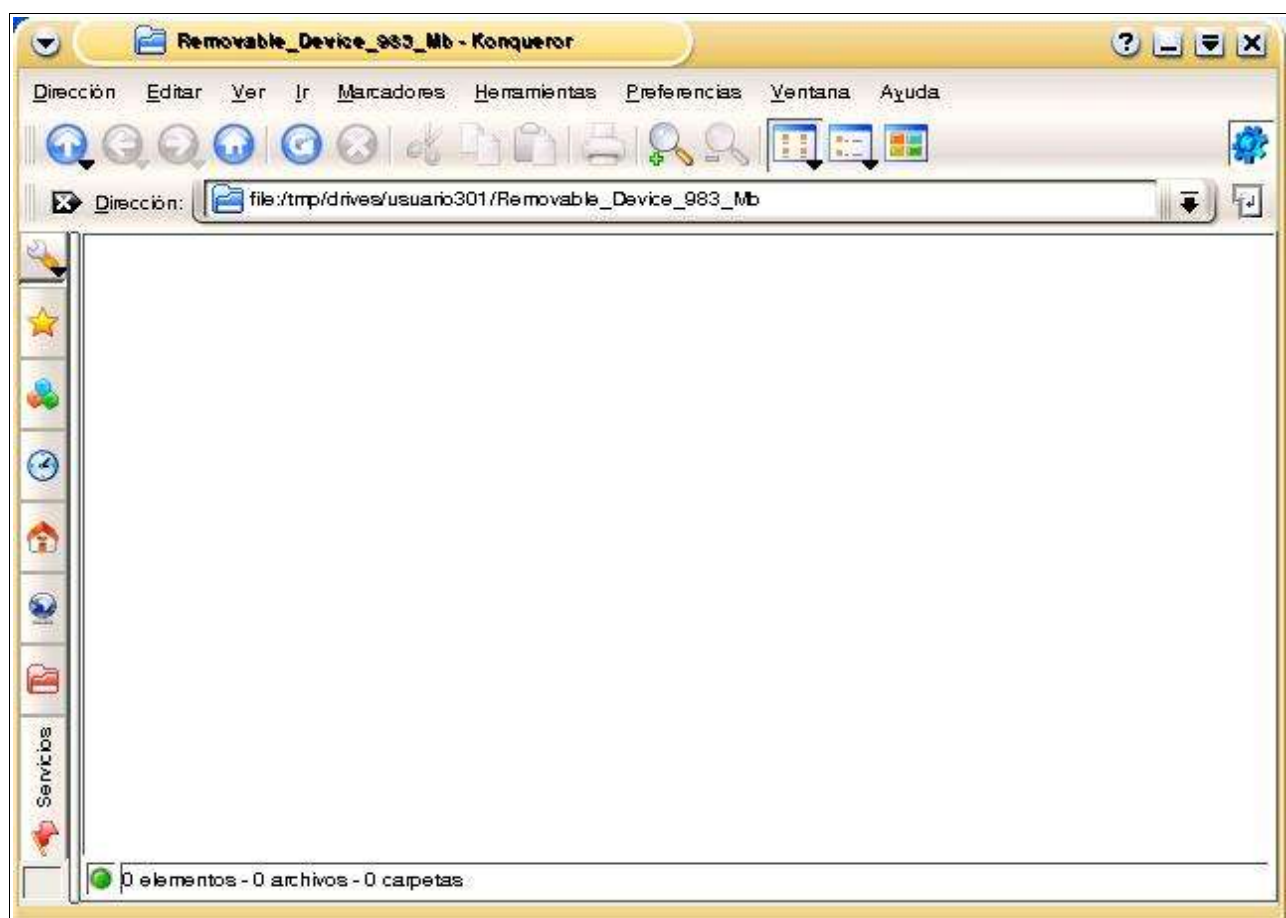 Removable_Device_983_Mb - Konqueror
Dirección Editar Ver Ir Marcadores Herramientas Preferencias Ventana Ayuda
Dirección: file:/tmp/drives/usuario301/Removable_Device_983_Mb
Servicios
0 elementos - 0 archivos - 0 carpetas